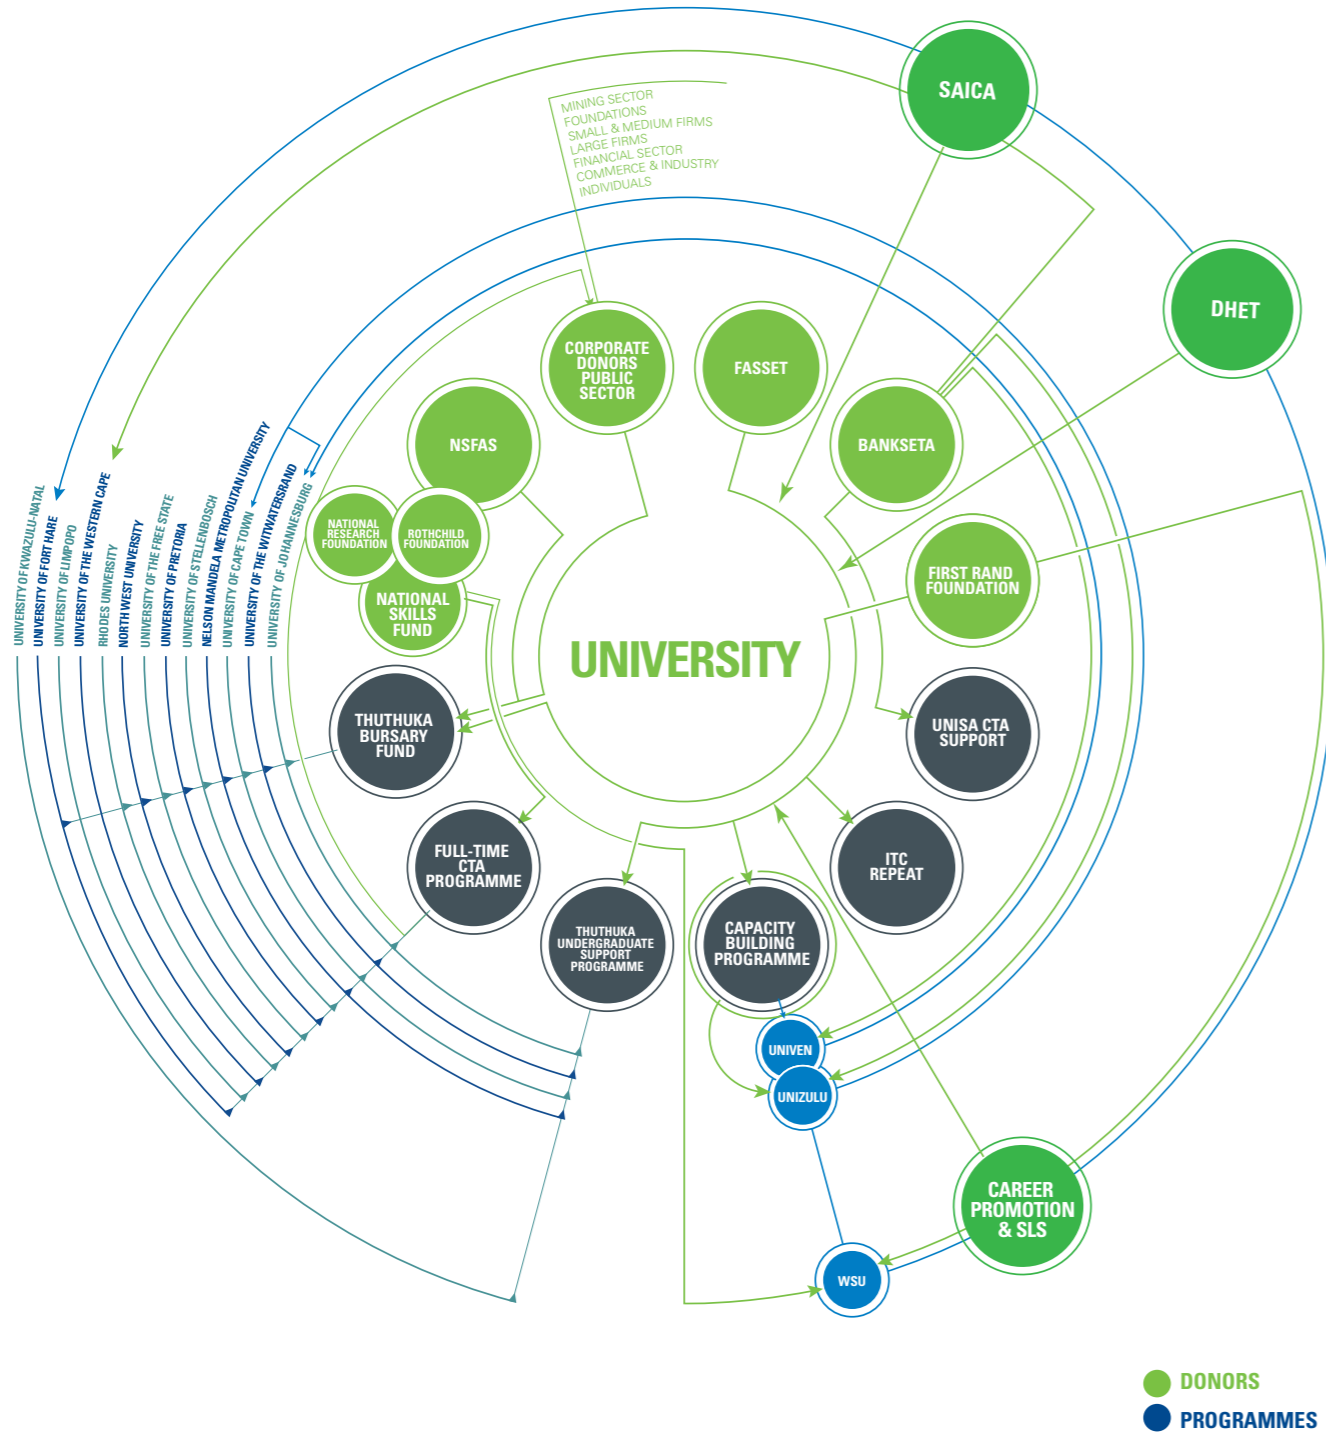 SAICA
MINING SECTOR
FOUNDATIONS
SMALL & MEDIUM FIRMS
LARGE FIRMS
FINANCIAL SECTOR
COMMERCE & INDUSTRY
INDIVIDUALS
DHET
CORPORATE
DONORS
PUBLIC
SECTOR
FASSET
NSFAS
BANKSETA
NATIONAL
RESEARCH
FOUNDATION
ROTHCHILD
FOUNDATION
NATIONAL
SKILLS
FUND
FIRST RAND
FOUNDATION
UNIVERSITY OF KWAZULU-NATAL
UNIVERSITY OF FORT HARE
UNIVERSITY OF LIMPOPO
UNIVERSITY OF THE WESTERN CAPE
RHODES UNIVERSITY
NORTH WEST UNIVERSITY
UNIVERSITY OF THE FREE STATE
UNIVERSITY OF PRETORIA
UNIVERSITY OF STELLENBOSCH
NELSON MANDELA METROPOLITAN UNIVERSITY
UNIVERSITY OF CAPE TOWN
UNIVERSITY OF THE WITWATERSRAND
UNIVERSITY OF JOHANNESBURG
UNIVERSITY
THUTHUKA
BURSARY
FUND
UNISA CTA
SUPPORT
FULL-TIME
CTA
PROGRAMME
ITC
REPEAT
THUTHUKA
UNDERGRADUATE
SUPPORT
PROGRAMME
CAPACITY
BUILDING
PROGRAMME
UNIVEN
UNIZULU
CAREER
PROMOTION
& SLS
WSU
DONORS
PROGRAMMES